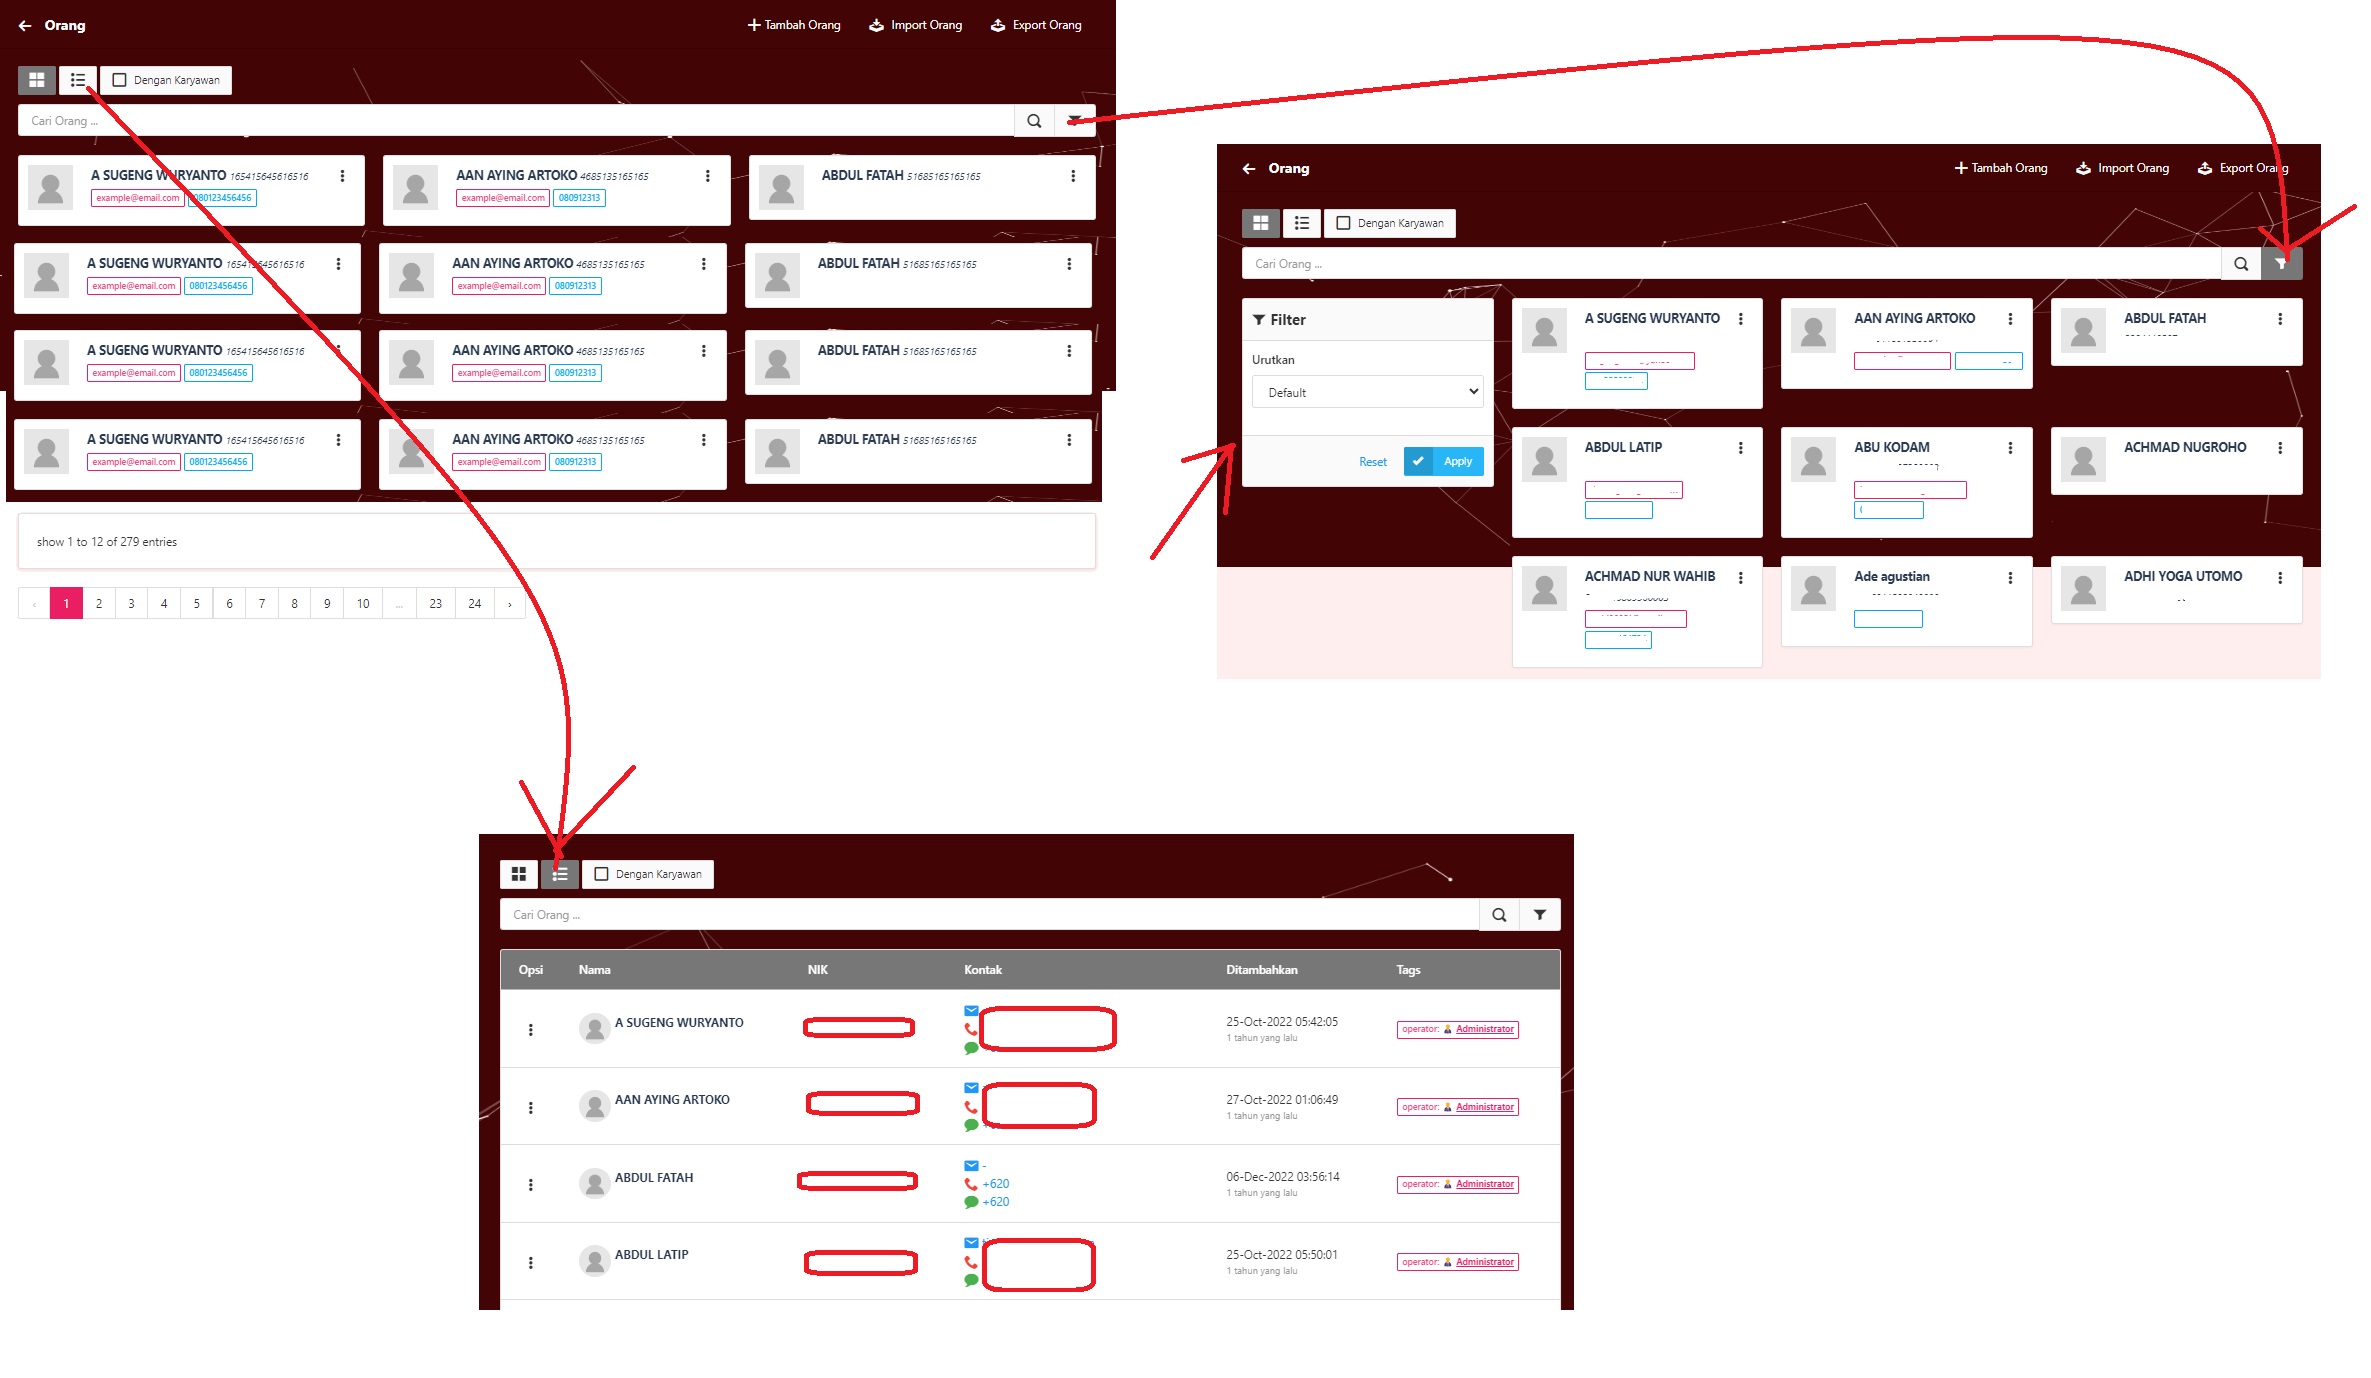 Orang
Tambah Orang Import Orang Export Orang
Dengan Karyawan
Cari Orang ...
A SUGENG WURYANTO 165415645616516 AAN AYING ARTOKO 4685135165165 ABDUL FATAH 51685165165165
example@email.com 080123456456 example@email.com 080912313
A SUGENG WURYANTO 165415645616516 AAN AYING ARTOKO 4685135165165 ABDUL FATAH 51685165165165
example@email.com 080123456456 example@email.com 080912313
A SUGENG WURYANTO 165415645616516 AAN AYING ARTOKO 4685135165165 ABDUL FATAH 51685165165165
example@email.com 080123456456 example@email.com 080912313
A SUGENG WURYANTO 165415645616516 AAN AYING ARTOKO 4685135165165 ABDUL FATAH 51685165165165
example@email.com 080123456456 example@email.com 080912313
show 1 to 12 of 279 entries
‹ 1 2 3 4 5 6 7 8 9 10 ... 23 24 ›
Orang
Tambah Orang Import Orang Export Orang
Dengan Karyawan
Cari Orang ...
Filter
Urutkan
Default
Reset Apply
A SUGENG WURYANTO AAN AYING ARTOKO ABDUL FATAH
ABDUL LATIP ABU KODAM ACHMAD NUGROHO
ACHMAD NUR WAHIB Ade agustian ADHI YOGA UTOMO
Dengan Karyawan
Cari Orang ...
Opsi Nama NIK Kontak Ditambahkan Tags
A SUGENG WURYANTO 25-Oct-2022 05:42:05 operator: Administrator
1 tahun yang lalu
AAN AYING ARTOKO 27-Oct-2022 01:06:49 operator: Administrator
1 tahun yang lalu
-
ABDUL FATAH +620 06-Dec-2022 03:56:14 operator: Administrator
+620 1 tahun yang lalu
ABDUL LATIP 25-Oct-2022 05:50:01 operator: Administrator
1 tahun yang lalu